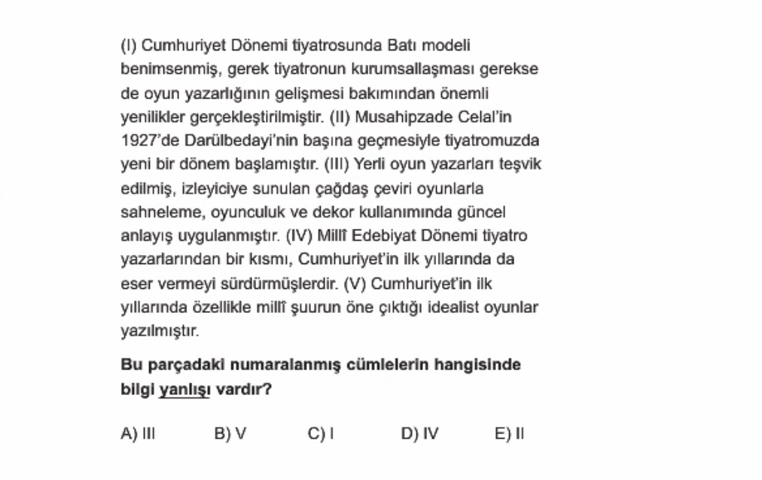 (I) Cumhuriyet Dönemi tiyatrosunda Batı modeli
benimsenmiş, gerek tiyatronun kurumsallaşması gerekse
de oyun yazarlığının gelişmesi bakımından önemli
yenilikler gerçekleştirilmiştir. (II) Musahipzade Celal'in
1927'de Darülbedayi'nin başına geçmesiyle tiyatromuzda
yeni bir dönem başlamıştır. (III) Yerli oyun yazarları teşvik
edilmiş, izleyiciye sunulan çağdaş çeviri oyunlarla
sahneleme, oyunculuk ve dekor kullanımında güncel
anlayış uygulanmıştır. (IV) Millî Edebiyat Dönemi tiyatro
yazarlarından bir kısmı, Cumhuriyet'in ilk yıllarında da
eser vermeyi sürdürmüşlerdir. (V) Cumhuriyet'in ilk
yıllarında özellikle millî şuurun öne çıktığı idealist oyunlar
yazılmıştır.
Bu parçadaki numaralanmış cümlelerin hangisinde
bilgi yanlışı vardır?
A) III B) V C) I D) IV E) II